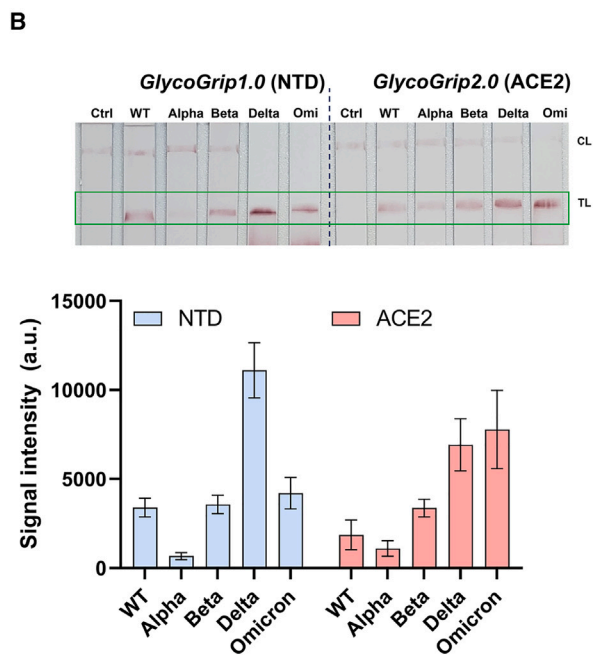 B
GlycoGrip1.0 (NTD) GlycoGrip2.0 (ACE2)
Ctrl WT Alpha Beta Delta Omi Ctrl WT Alpha Beta Delta Omi
CL
TL
15000
NTD ACE2
10000
5000
0
Signal intensity (a.u.)
WT Alpha Beta Delta Omicron WT Alpha Beta Delta Omicron